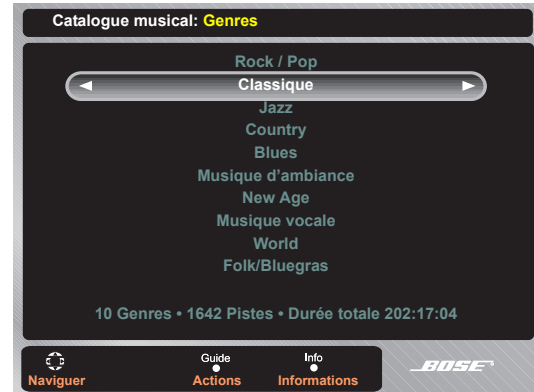 Catalogue musical: Genres
Rock / Pop
Classique
Jazz
Country
Blues
Musique d'ambiance
New Age
Musique vocale
World
Folk/Bluegras
10 Genres • 1642 Pistes • Durée totale 202:17:04
Guide Info
Naviguer Actions Informations
BOSE